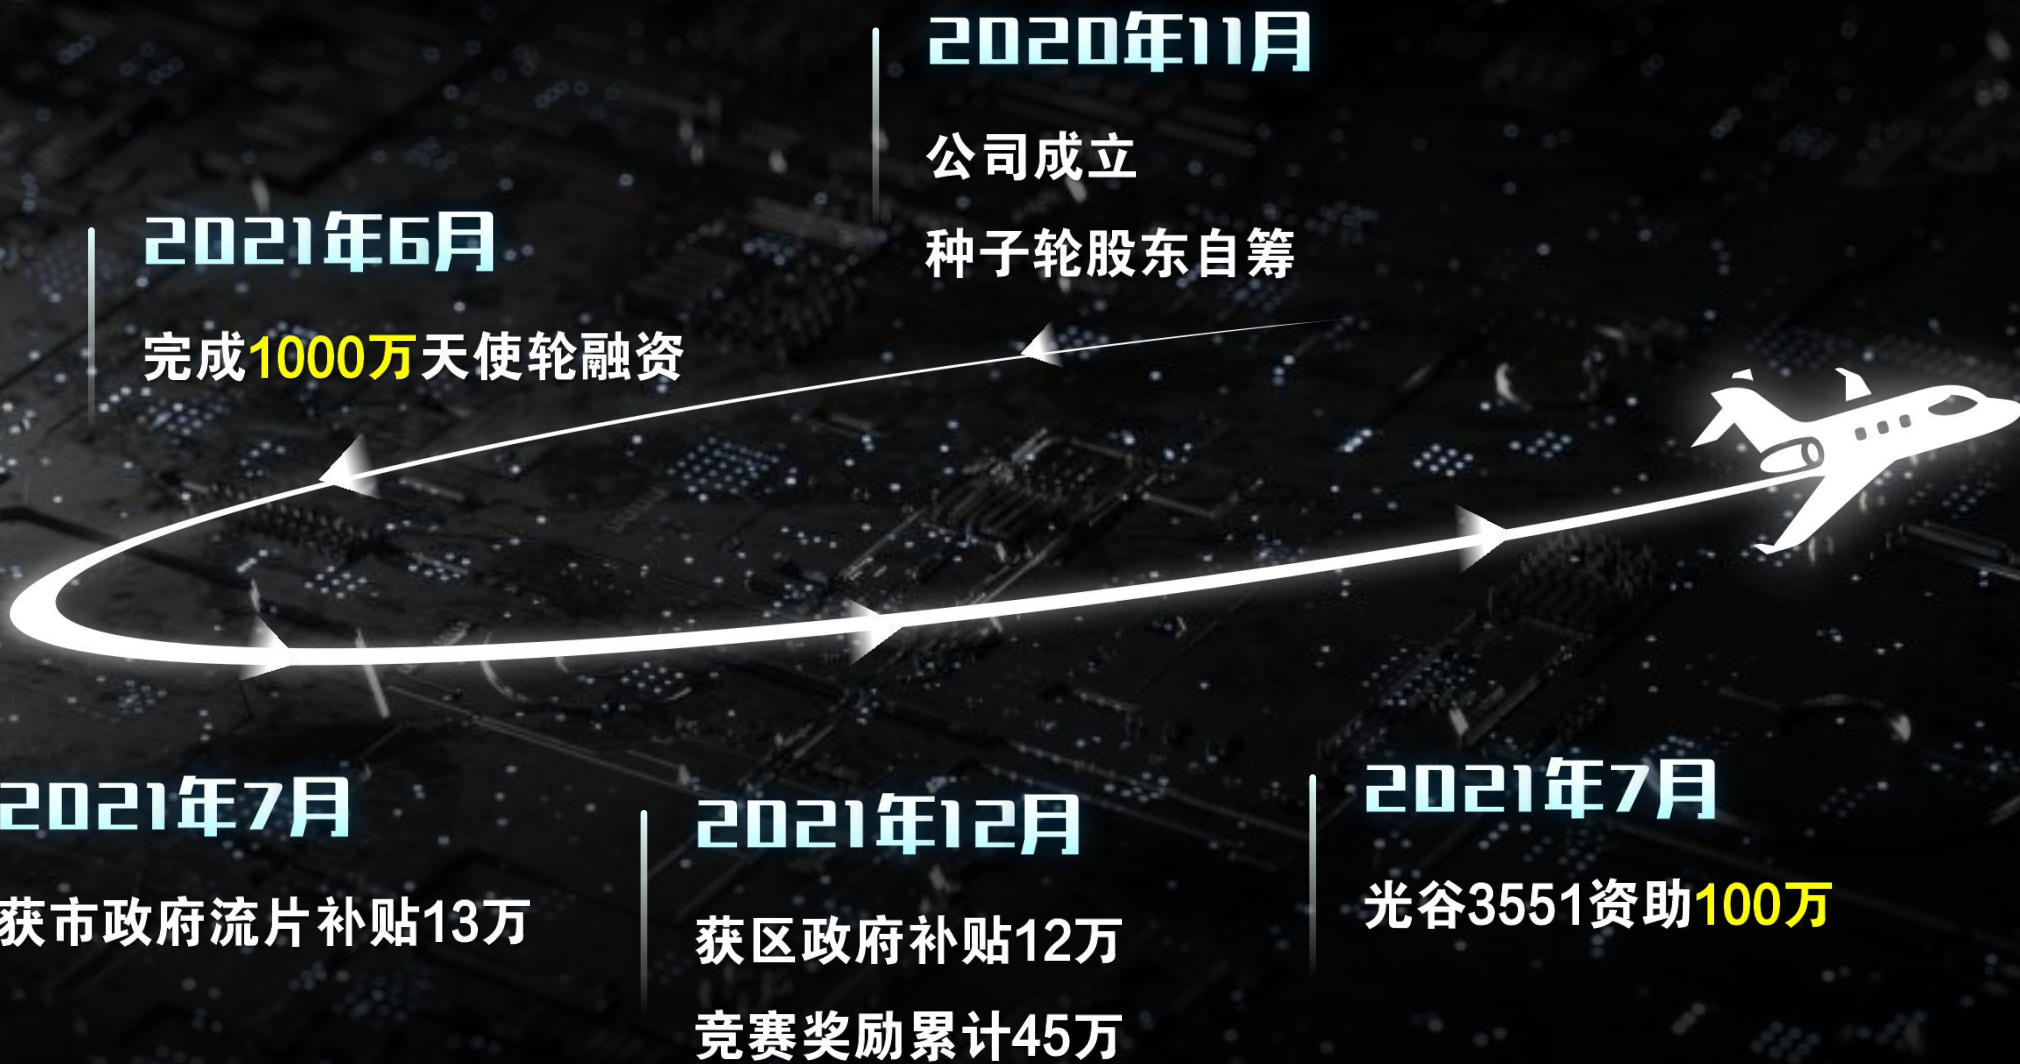 2020年11月
公司成立
种子轮股东自筹
2021年6月
完成1000万天使轮融资
2021年7月
获市政府流片补贴13万
2021年12月
获区政府补贴12万
竞赛奖励累计45万
2021年7月
光谷3551资助100万